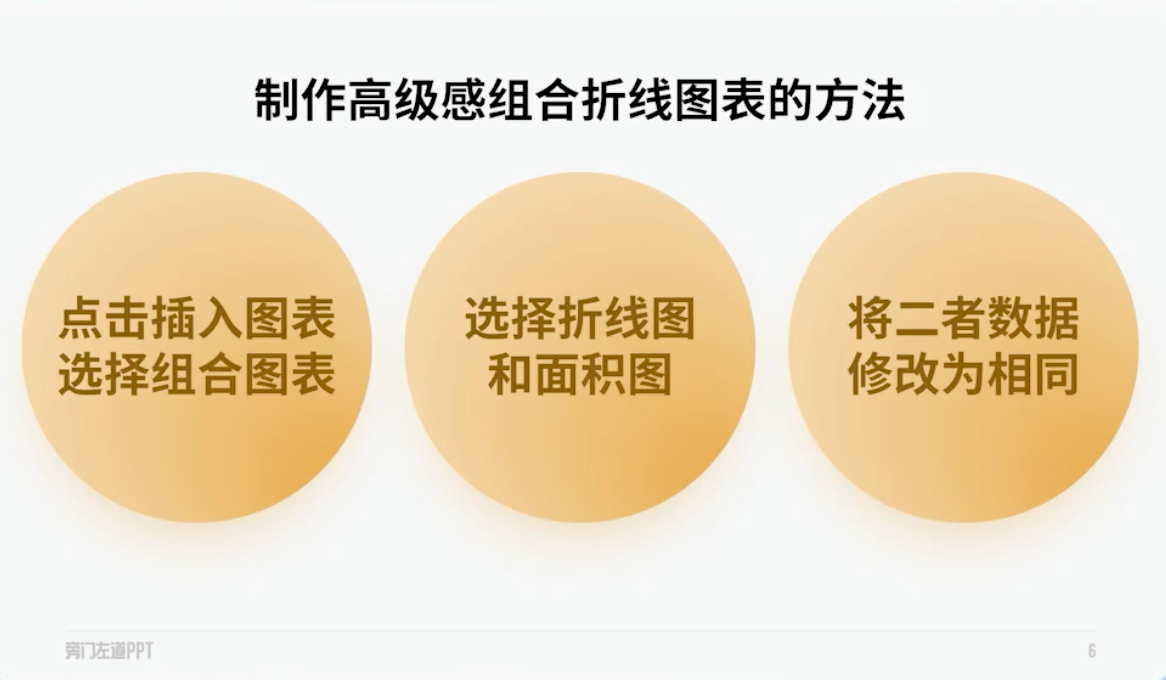 制作高级感组合折线图表的方法
点击插入图表
选择组合图表
选择折线图
和面积图
将二者数据
修改为相同
旁门左道PPT
6